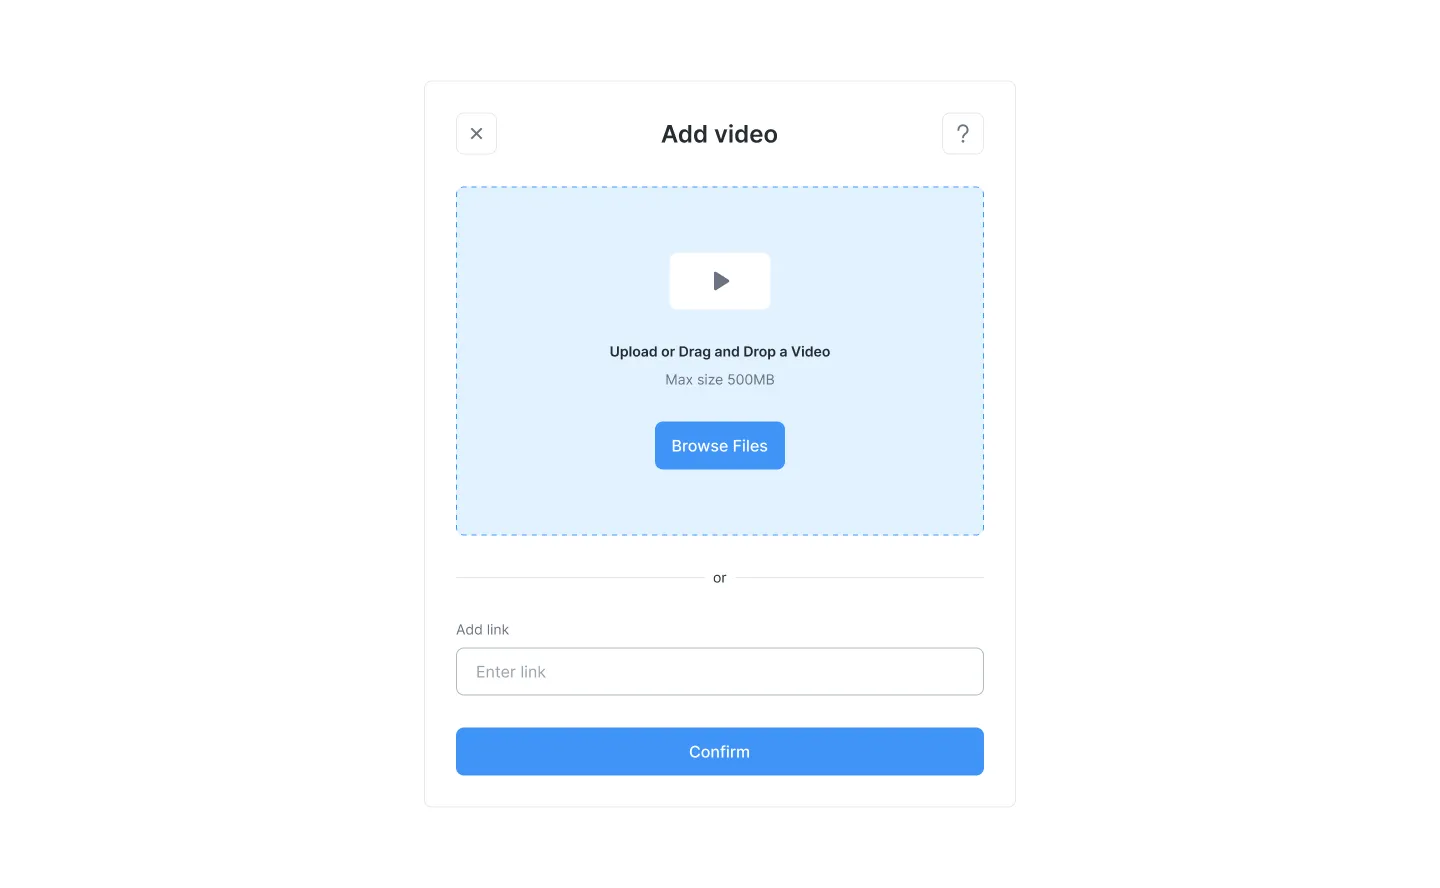 Add video
?
Upload or Drag and Drop a Video
Max size 500MB
Browse Files
or
Add link
Enter link
Confirm